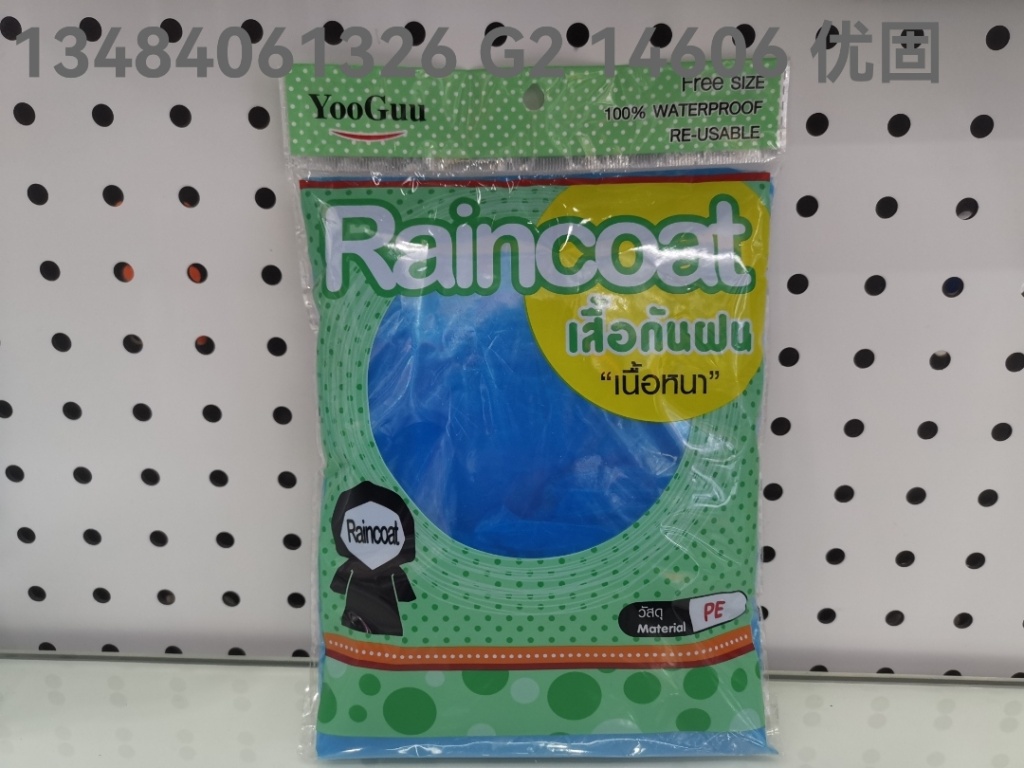 13484061326 G2 14606 优固
YooGuu
Free SIZE
100% WATERPROOF
RE-USABLE
Raincoat
เสื้อกันฝน
“เนื้อหนา”
Raincoat
วัสดุ
Material
PE